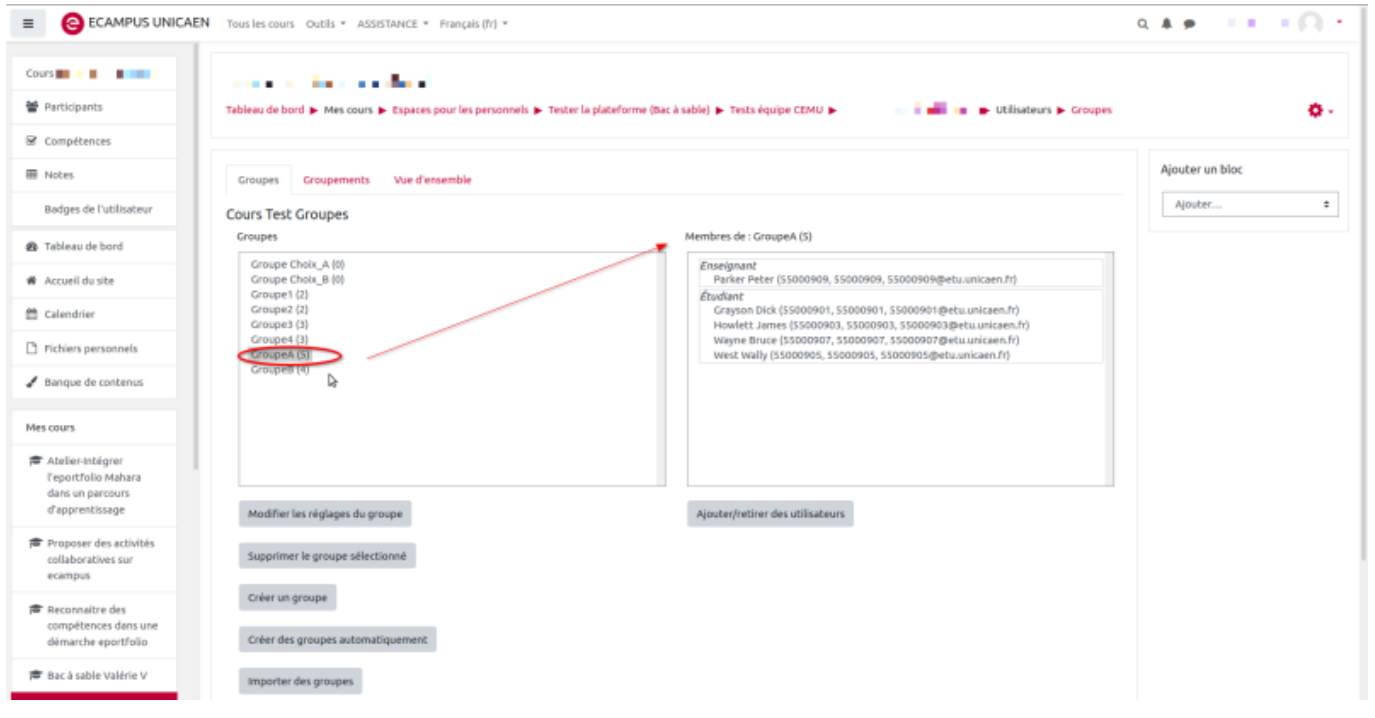 ECAMPUS UNICAEN Tous les cours Outils ASSISTANCE Français (fr)
Cours
Participants
Compétences
Notes
Badges de l'utilisateur
Tableau de bord
Accueil du site
Calendrier
Fichiers personnels
Banque de contenus
Mes cours
Atelier-Intégrer
l'eportfolio Mahara
dans un parcours
d'apprentissage
Proposer des activités
collaboratives sur
ecampus
Reconnaitre des
compétences dans une
démarche eportfolio
Bac à sable Valérie V
Tableau de bord ▶ Mes cours ▶ Espaces pour les personnels ▶ Tester la plateforme (Bac à sable) ▶ Tests équipe CEMU ▶ ▶ Utilisateurs ▶ Groupes
Groupes Groupements Vue d'ensemble
Cours Test Groupes
Groupes
Groupe Choix_A (0)
Groupe Choix_B (0)
Groupe1 (2)
Groupe2 (2)
Groupe3 (3)
Groupe4 (3)
GroupeA (5)
GroupeB (4)
Modifier les réglages du groupe
Supprimer le groupe sélectionné
Créer un groupe
Créer des groupes automatiquement
Importer des groupes
Membres de : GroupeA (5)
Enseignant
Parker Peter (55000909, 55000909, 55000909@etu.unicaen.fr)
Étudiant
Grayson Dick (55000901, 55000901, 55000901@etu.unicaen.fr)
Howlett James (55000903, 55000903, 55000903@etu.unicaen.fr)
Wayne Bruce (55000907, 55000907, 55000907@etu.unicaen.fr)
West Wally (55000905, 55000905, 55000905@etu.unicaen.fr)
Ajouter/retirer des utilisateurs
Ajouter un bloc
Ajouter...